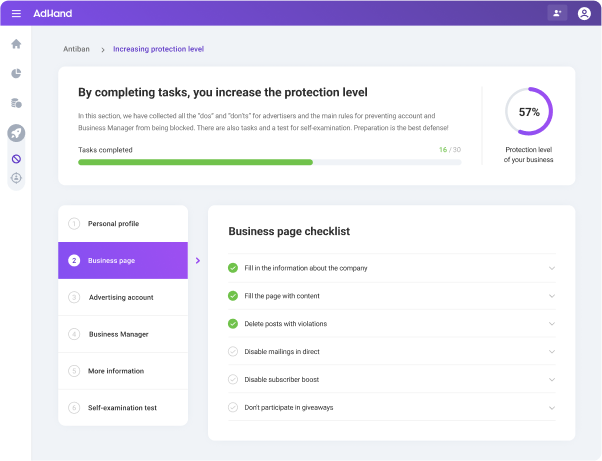 AdHand
Antiban > Increasing protection level
By completing tasks, you increase the protection level
In this section, we have collected all the "dos" and "don'ts" for advertisers and the main rules for preventing account and
Business Manager from being blocked. There are also tasks and a test for self-examination. Preparation is the best defense!
Tasks completed 16 / 30
57%
Protection level
of your business
1 Personal profile
2 Business page
3 Advertising account
4 Business Manager
5 More information
6 Self-examination test
Business page checklist
Fill in the information about the company
Fill the page with content
Delete posts with violations
Disable mailings in direct
Disable subscriber boost
Don't participate in giveaways